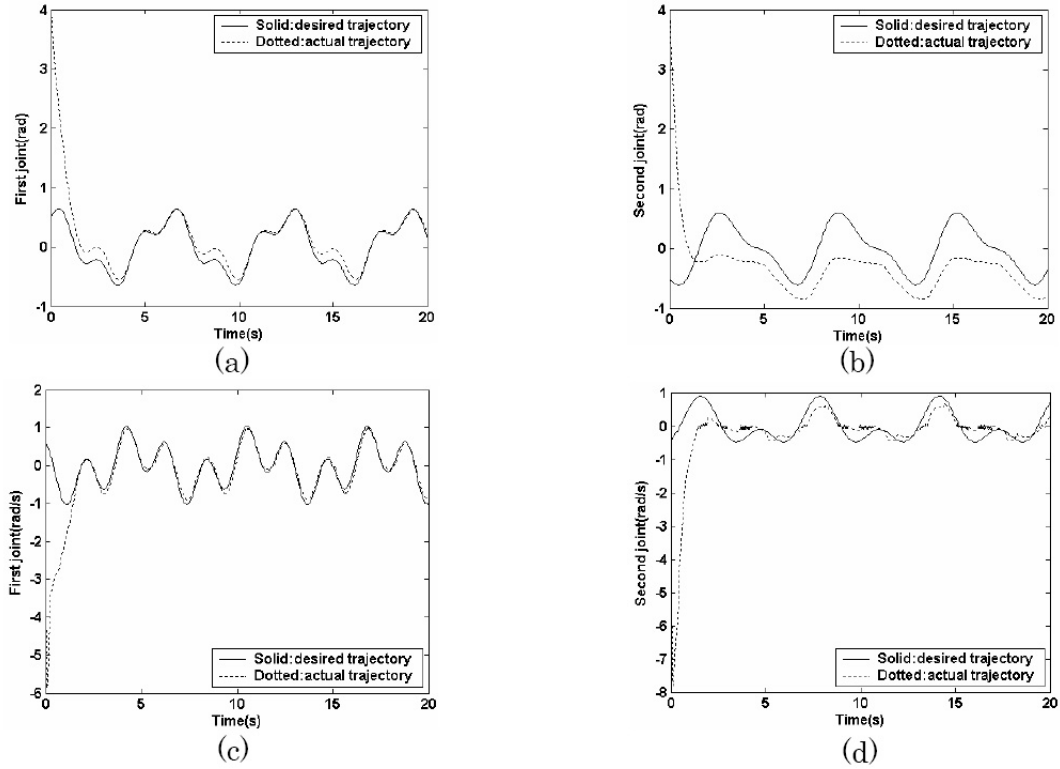 Solid:desired trajectory
Dotted:actual trajectory
First joint(rad)
4
3
2
1
0
-1
0 5 10 15 20
Time(s)
(a)
Solid:desired trajectory
Dotted:actual trajectory
Second joint(rad)
4
3
2
1
0
-1
0 5 10 15 20
Time(s)
(b)
First joint(rad/s)
2
1
0
-1
-2
-3
-4
-5
-6
Solid:desired trajectory
Dotted:actual trajectory
0 5 10 15 20
Time(s)
(c)
Second joint(rad/s)
1
0
-1
-2
-3
-4
-5
-6
-7
-8
Solid:desired trajectory
Dotted:actual trajectory
0 5 10 15 20
Time(s)
(d)